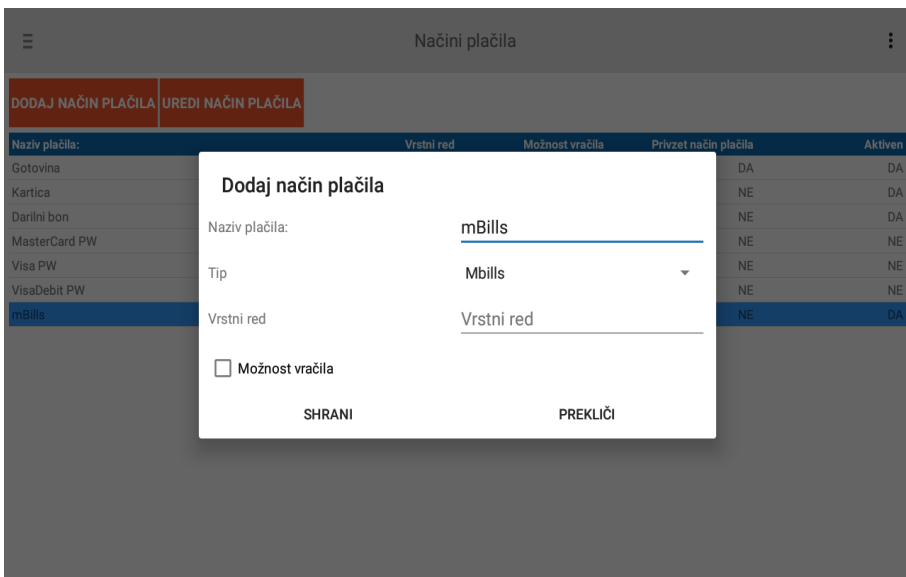 Načini plačila
DODAJ NAČIN PLAČILA UREDI NAČIN PLAČILA
Naziv plačila: Vrstni red Možnost vračila Privzet način plačila Aktiven
Gotovina DA DA
Kartica NE DA
Darilni bon NE DA
MasterCard PW NE NE
Visa PW NE NE
VisaDebit PW NE NE
mBills NE DA
Dodaj način plačila
Naziv plačila: mBills
Tip Mbills
Vrstni red Vrstni red
Možnost vračila
SHRANI PREKLIČI